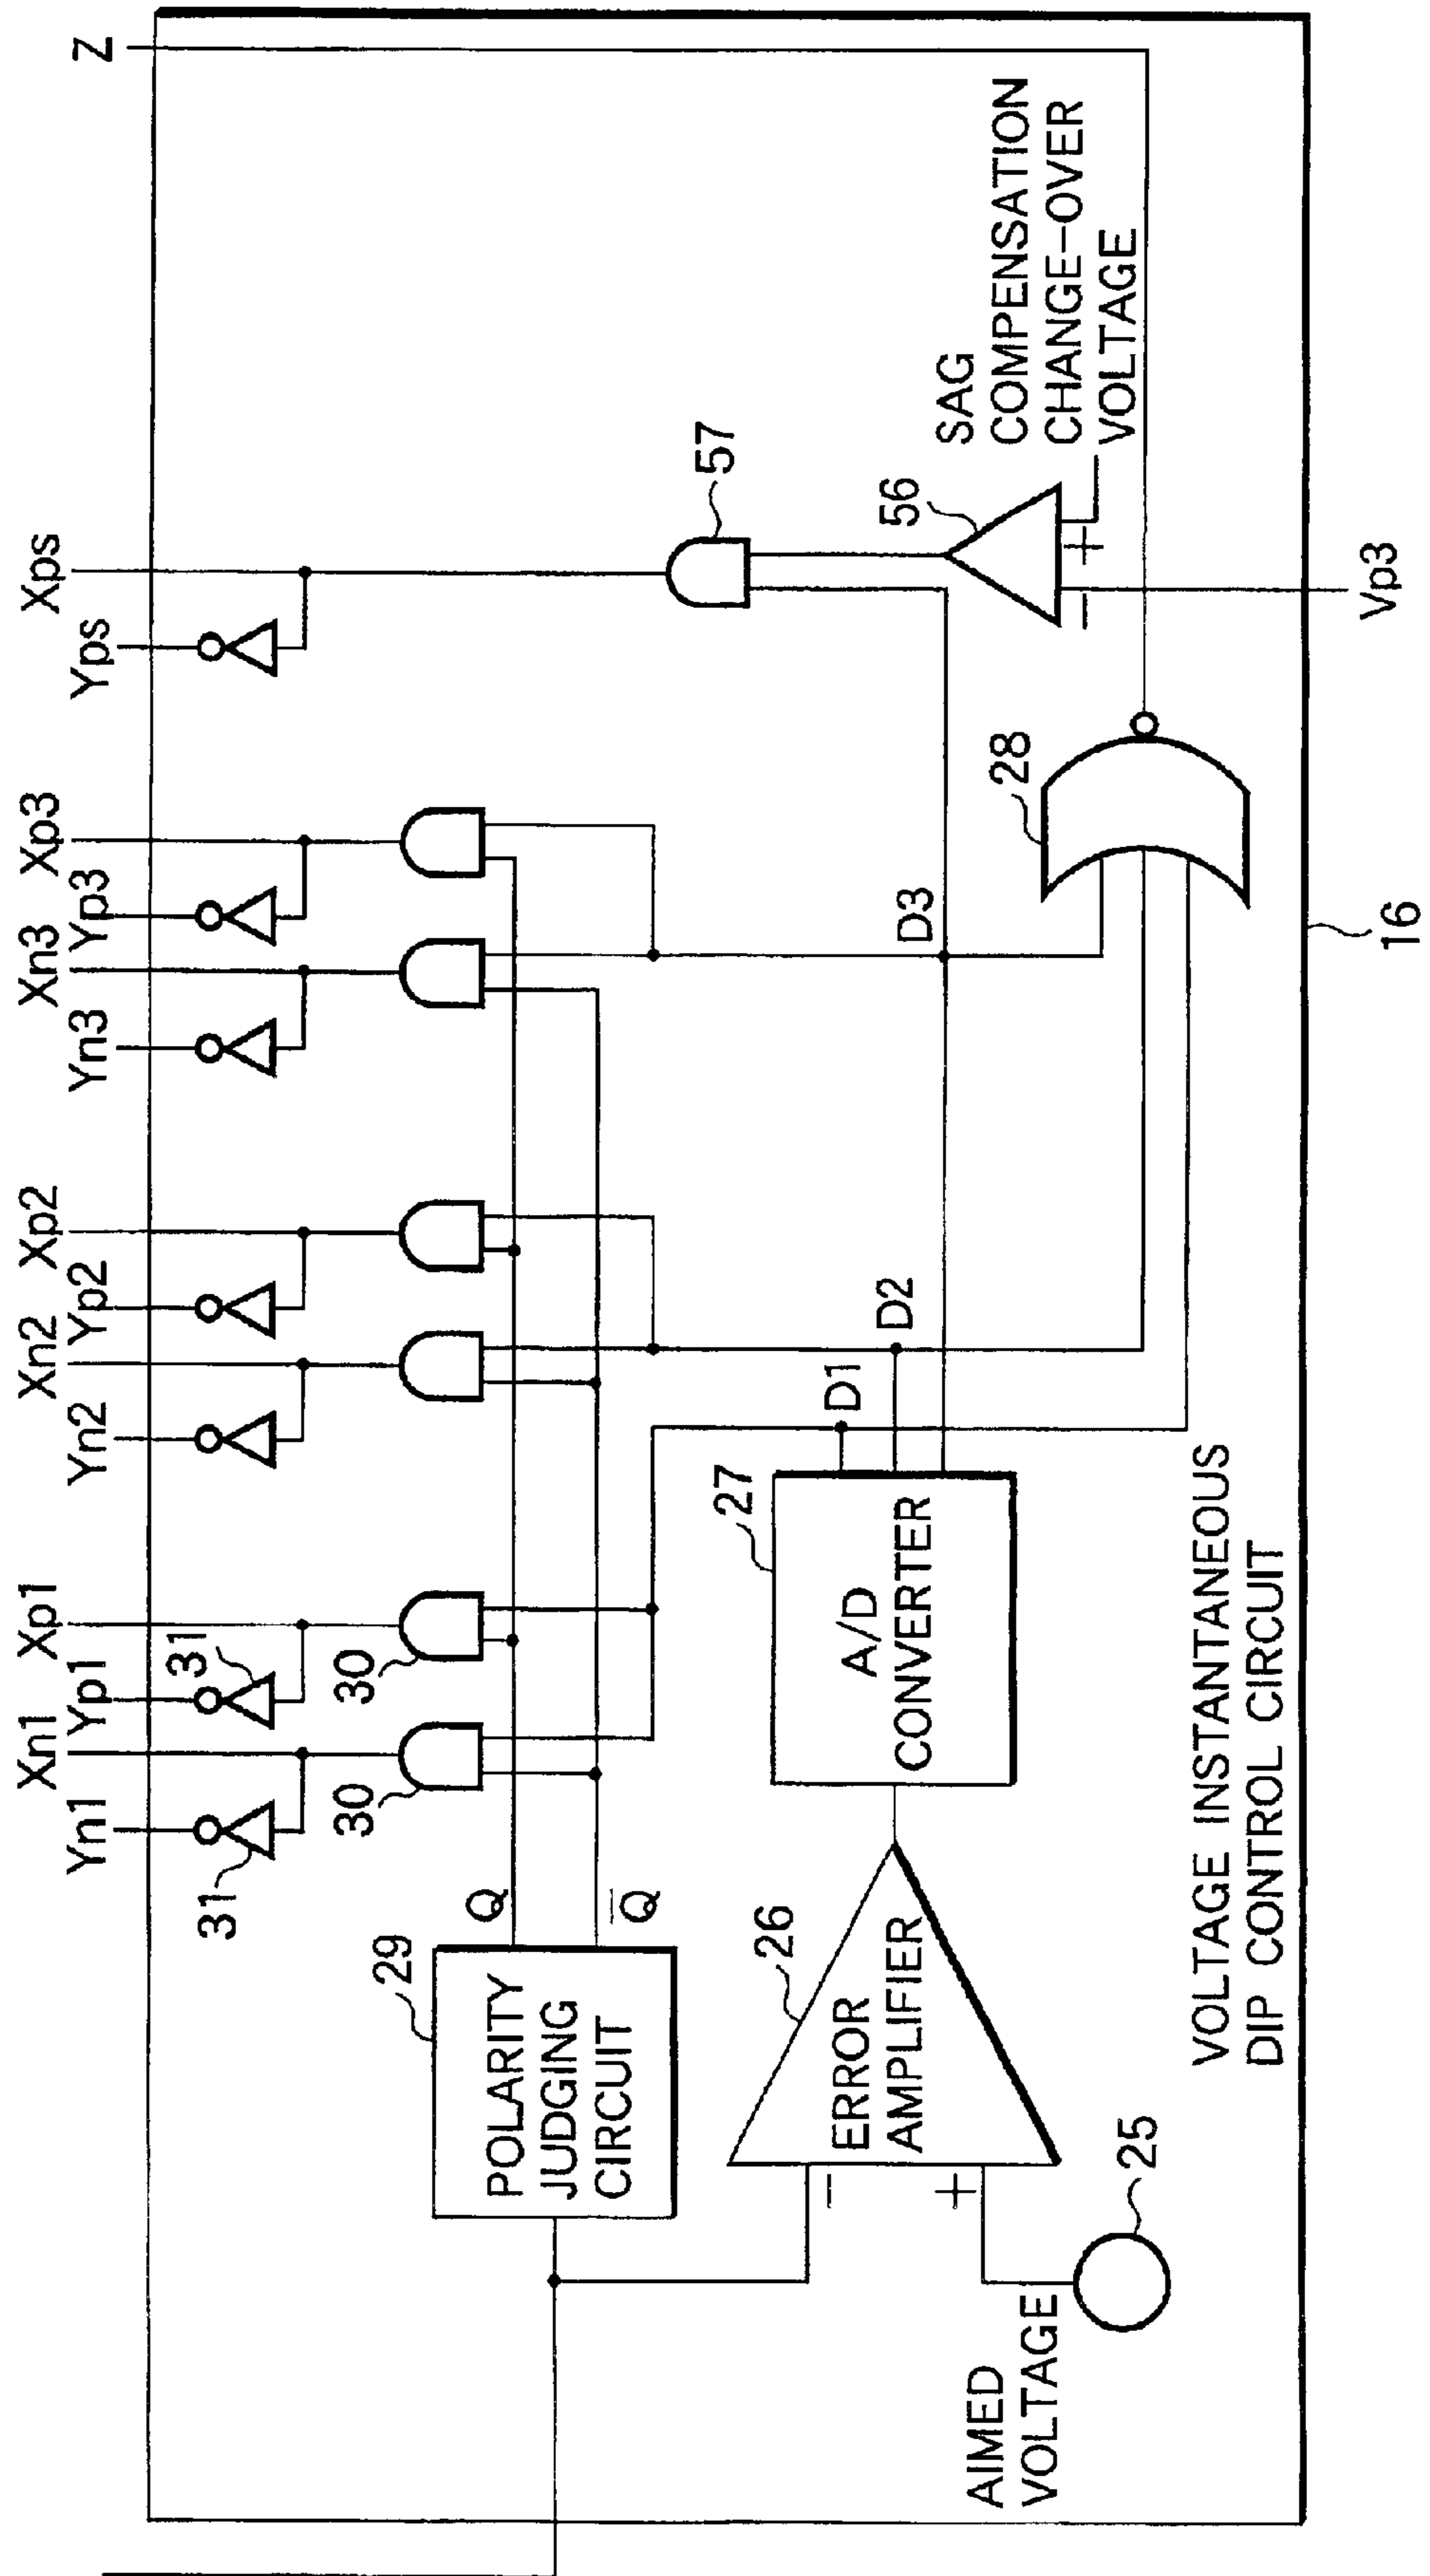 Yn1
Xn1
Yp1
Xp1
Yn2
Xn2
Yp2
Xp2
Yn3
Xn3
Yp3
Xp3
Yps
Xps
Z
31
31
30
30
29
POLARITY
JUDGING
CIRCUIT
Q
Q̅
57
26
ERROR
AMPLIFIER
−
+
27
A/D
CONVERTER
D1
D2
D3
56
−
+
SAG
COMPENSATION
CHANGE-OVER
VOLTAGE
AIMED
VOLTAGE
25
28
VOLTAGE INSTANTANEOUS
DIP CONTROL CIRCUIT
16
Vp3